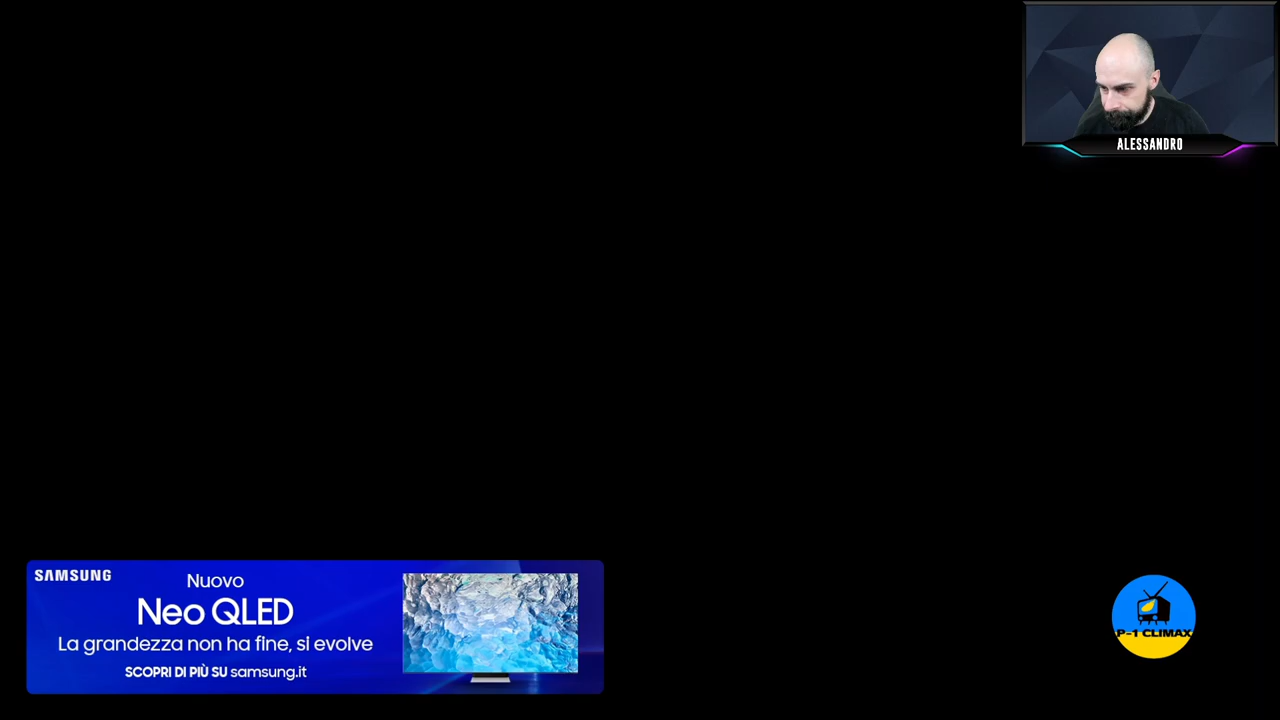 ALESSANDRO
SAMSUNG
Nuovo
Neo QLED
La grandezza non ha fine, si evolve
SCOPRI DI PIÙ SU samsung.it
P-1 CLIMAX